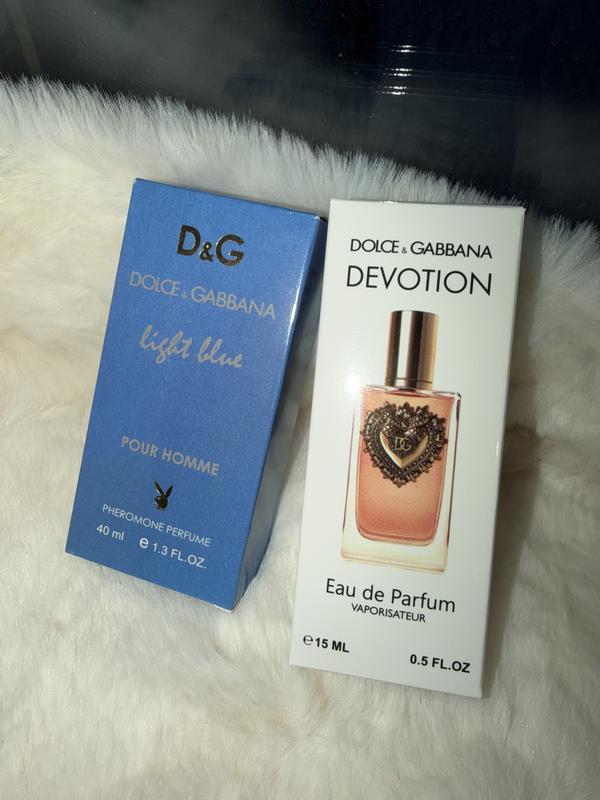 D&G
DOLCE & GABBANA
light blue
POUR HOMME
PHEROMONE PERFUME
40 ml e 1.3 FL.OZ.
DOLCE & GABBANA
DEVOTION
DG
Eau de Parfum
VAPORISATEUR
e 15 ML 0.5 FL.OZ